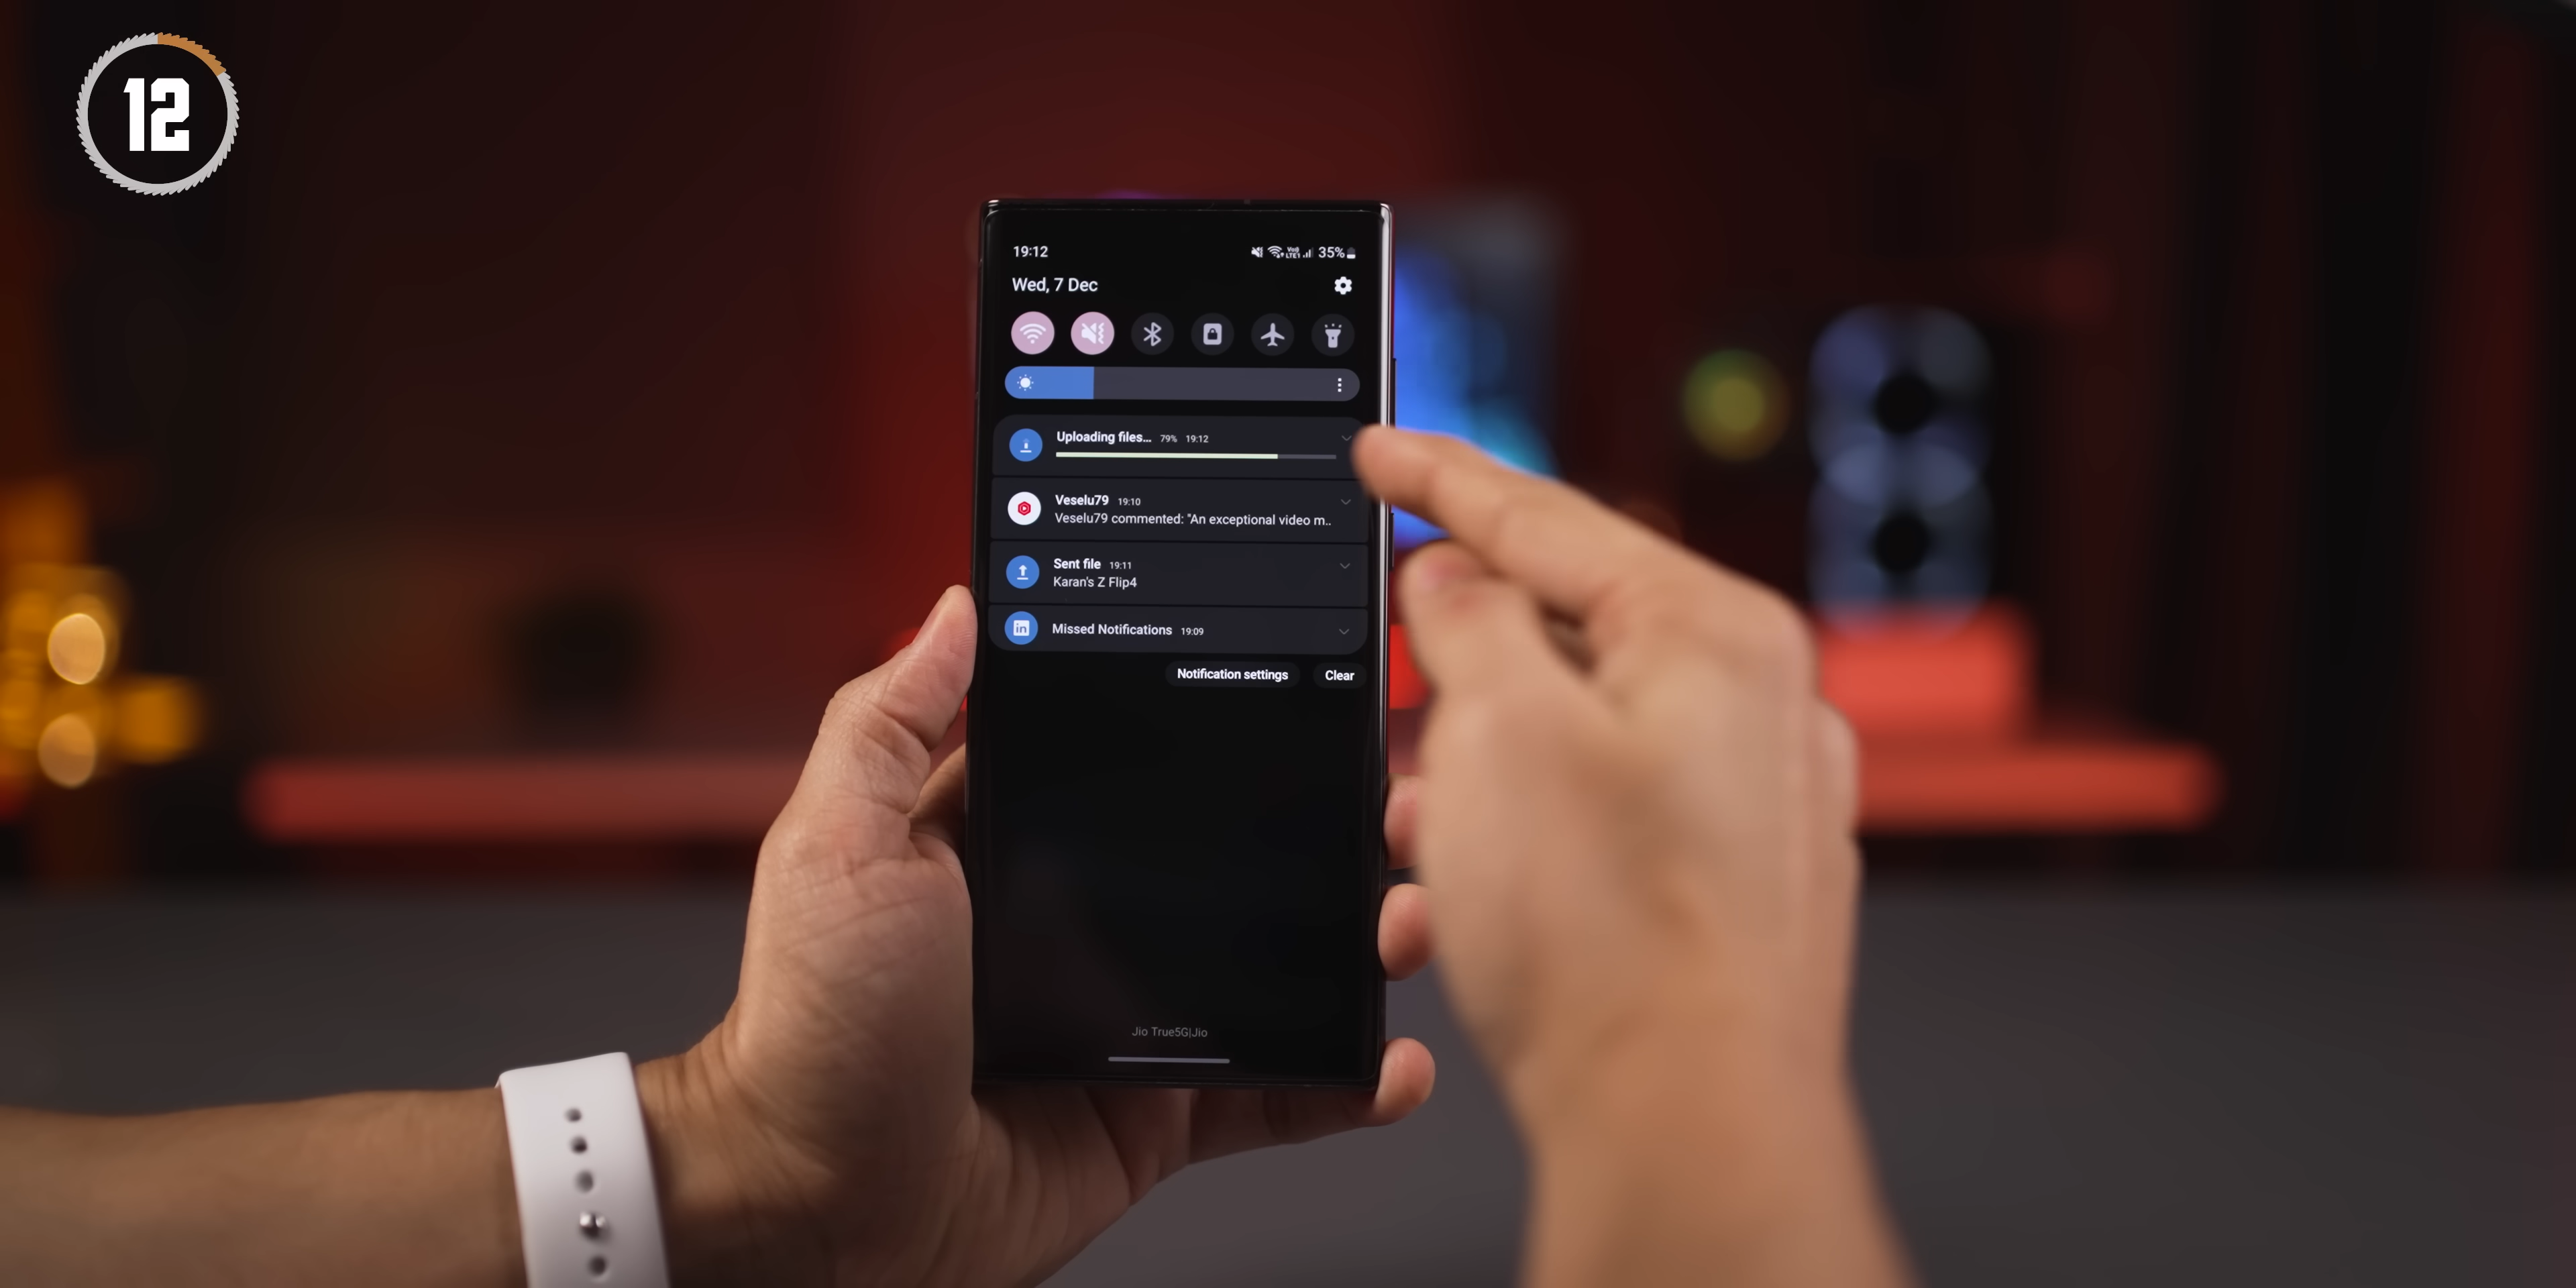 12
19:12
35%
Wed, 7 Dec
Uploading files... 79% 19:12
Veselu79 19:10
Veselu79 commented: "An exceptional video m..
Sent file 19:11
Karan's Z Flip4
in Missed Notifications 19:09
Notification settings Clear
Jio True5G|Jio